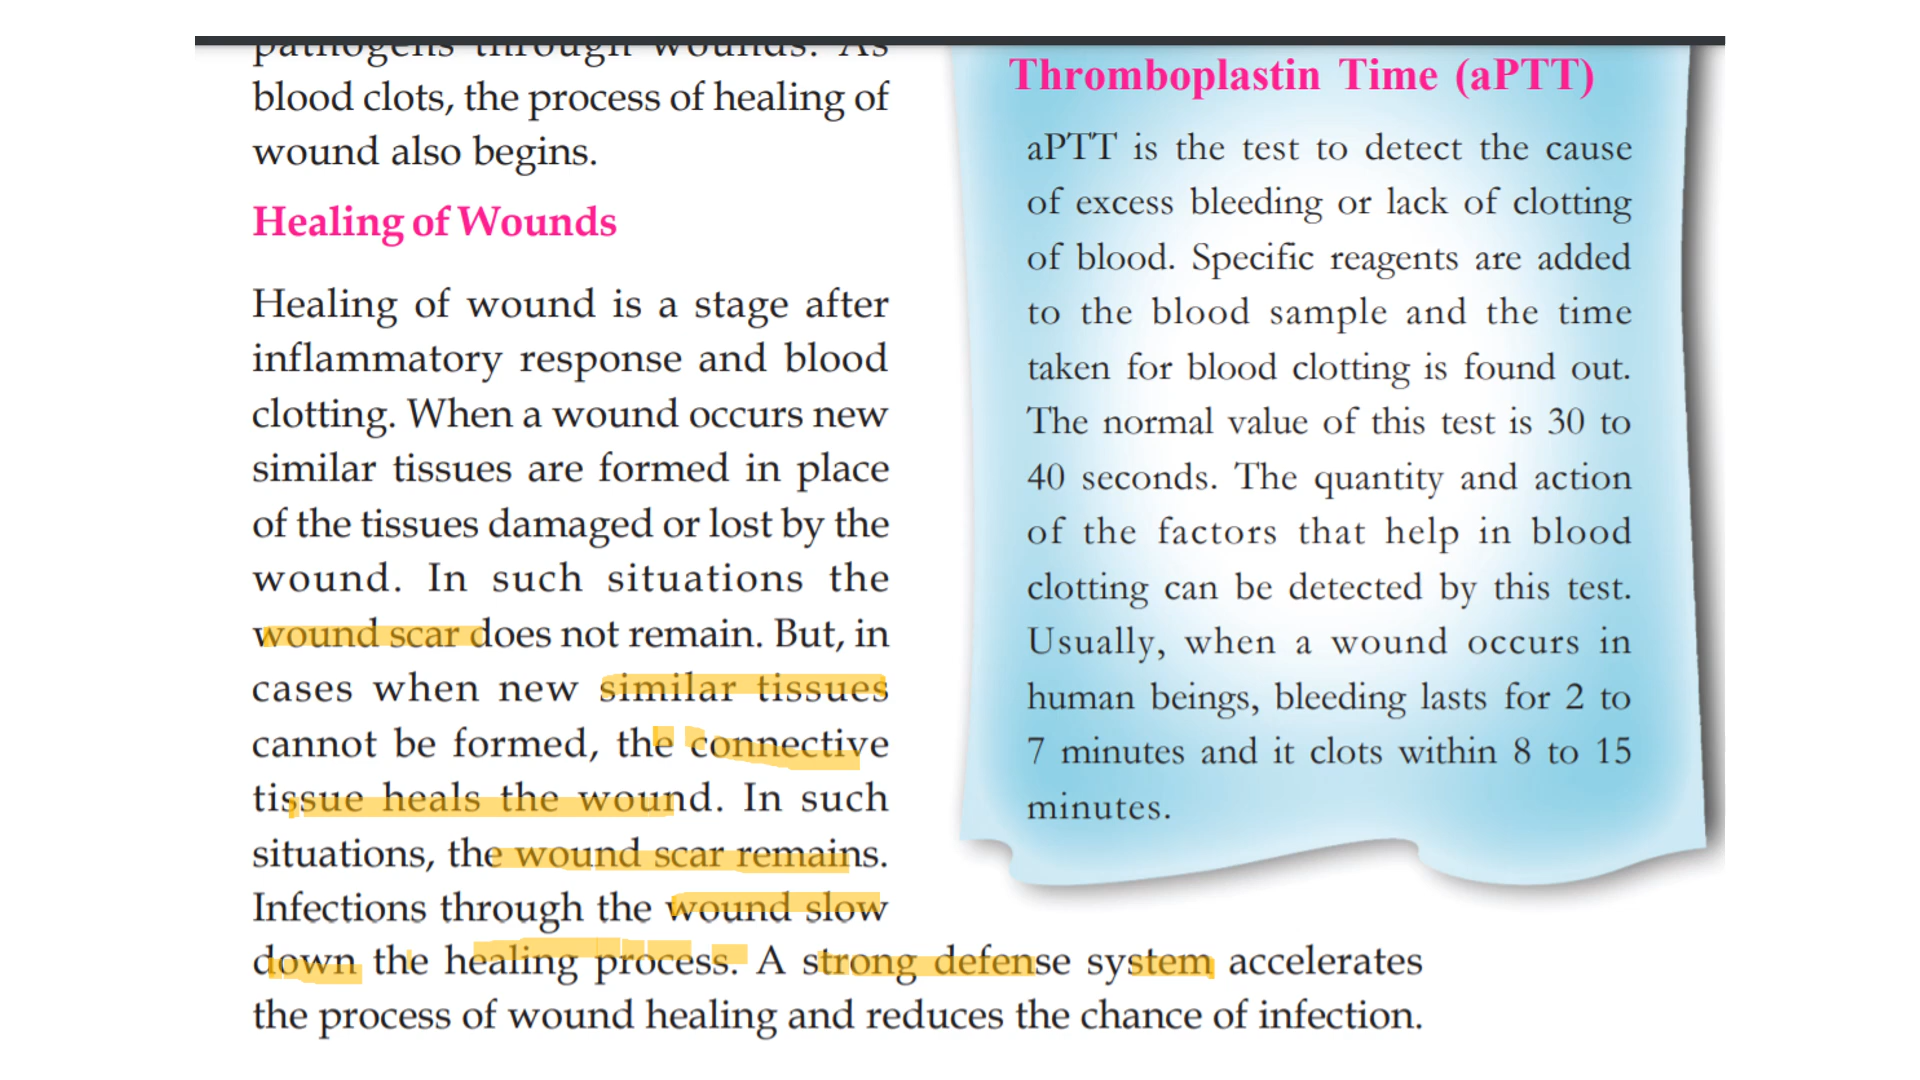 pathogens through wounds. As
blood clots, the process of healing of
wound also begins.
Healing of Wounds
Healing of wound is a stage after
inflammatory response and blood
clotting. When a wound occurs new
similar tissues are formed in place
of the tissues damaged or lost by the
wound. In such situations the
wound scar does not remain. But, in
cases when new similar tissues
cannot be formed, the connective
tissue heals the wound. In such
situations, the wound scar remains.
Infections through the wound slow
down the healing process. A strong defense system accelerates
the process of wound healing and reduces the chance of infection.
Thromboplastin Time (aPTT)
aPTT is the test to detect the cause
of excess bleeding or lack of clotting
of blood. Specific reagents are added
to the blood sample and the time
taken for blood clotting is found out.
The normal value of this test is 30 to
40 seconds. The quantity and action
of the factors that help in blood
clotting can be detected by this test.
Usually, when a wound occurs in
human beings, bleeding lasts for 2 to
7 minutes and it clots within 8 to 15
minutes.